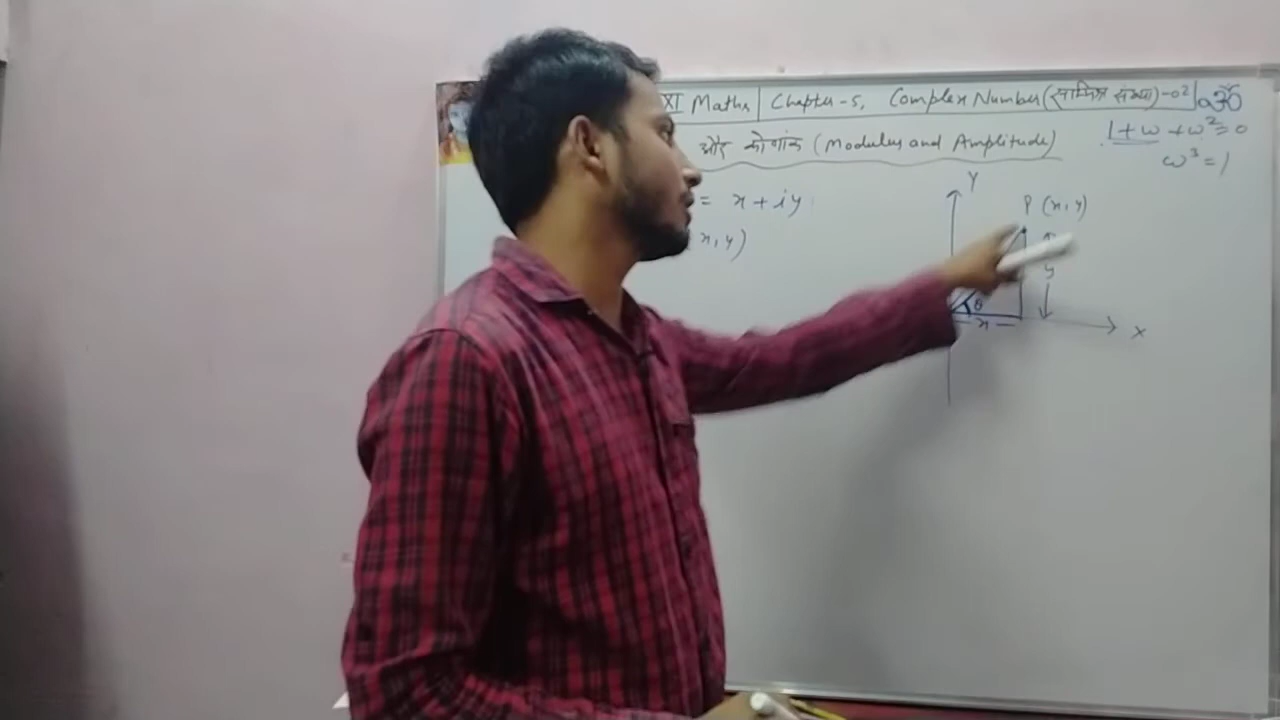 XI Maths | Chapter-5, Complex Number (सम्मिश्र संख्या)-02 ॐ
और कोणांक (Modulus and Amplitude)
1+ω+ω²=0
ω³=1
= x+iy
x,y)
Y
P (x,y)
y
θ
x
X